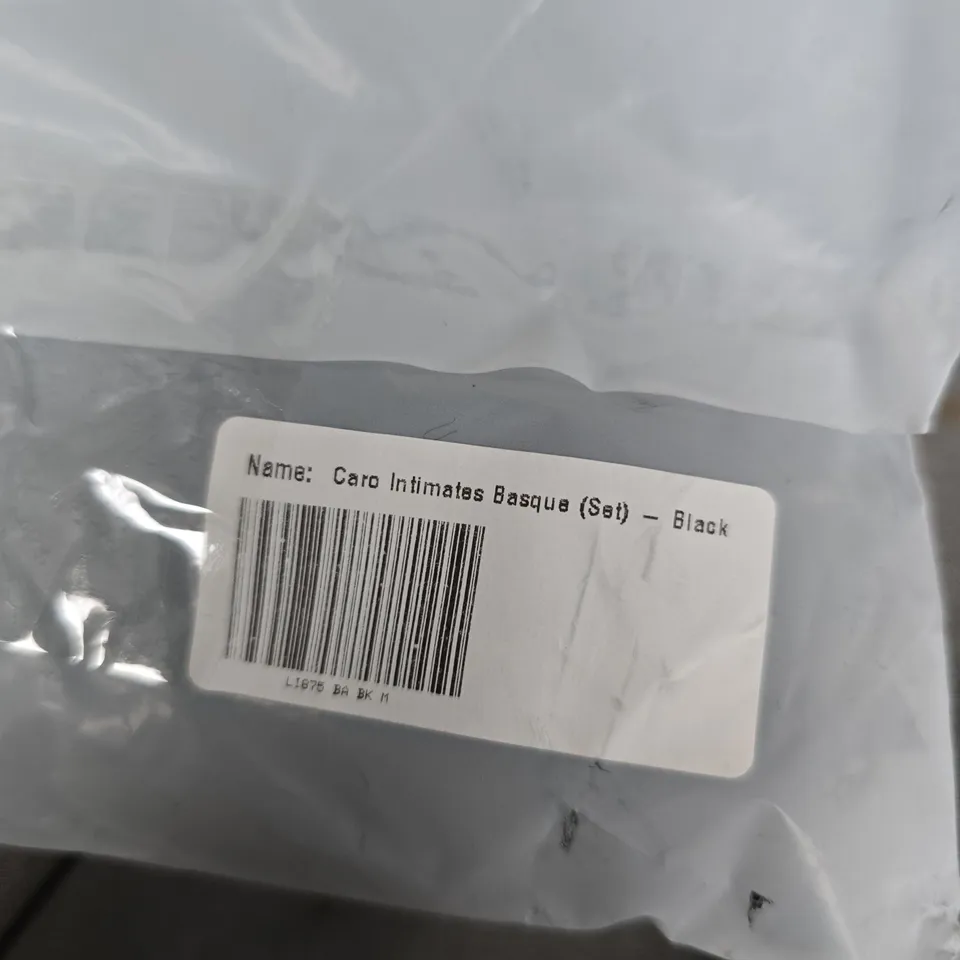 Name: Caro Intimates Basque (Set) – Black
LI875 BA BK M